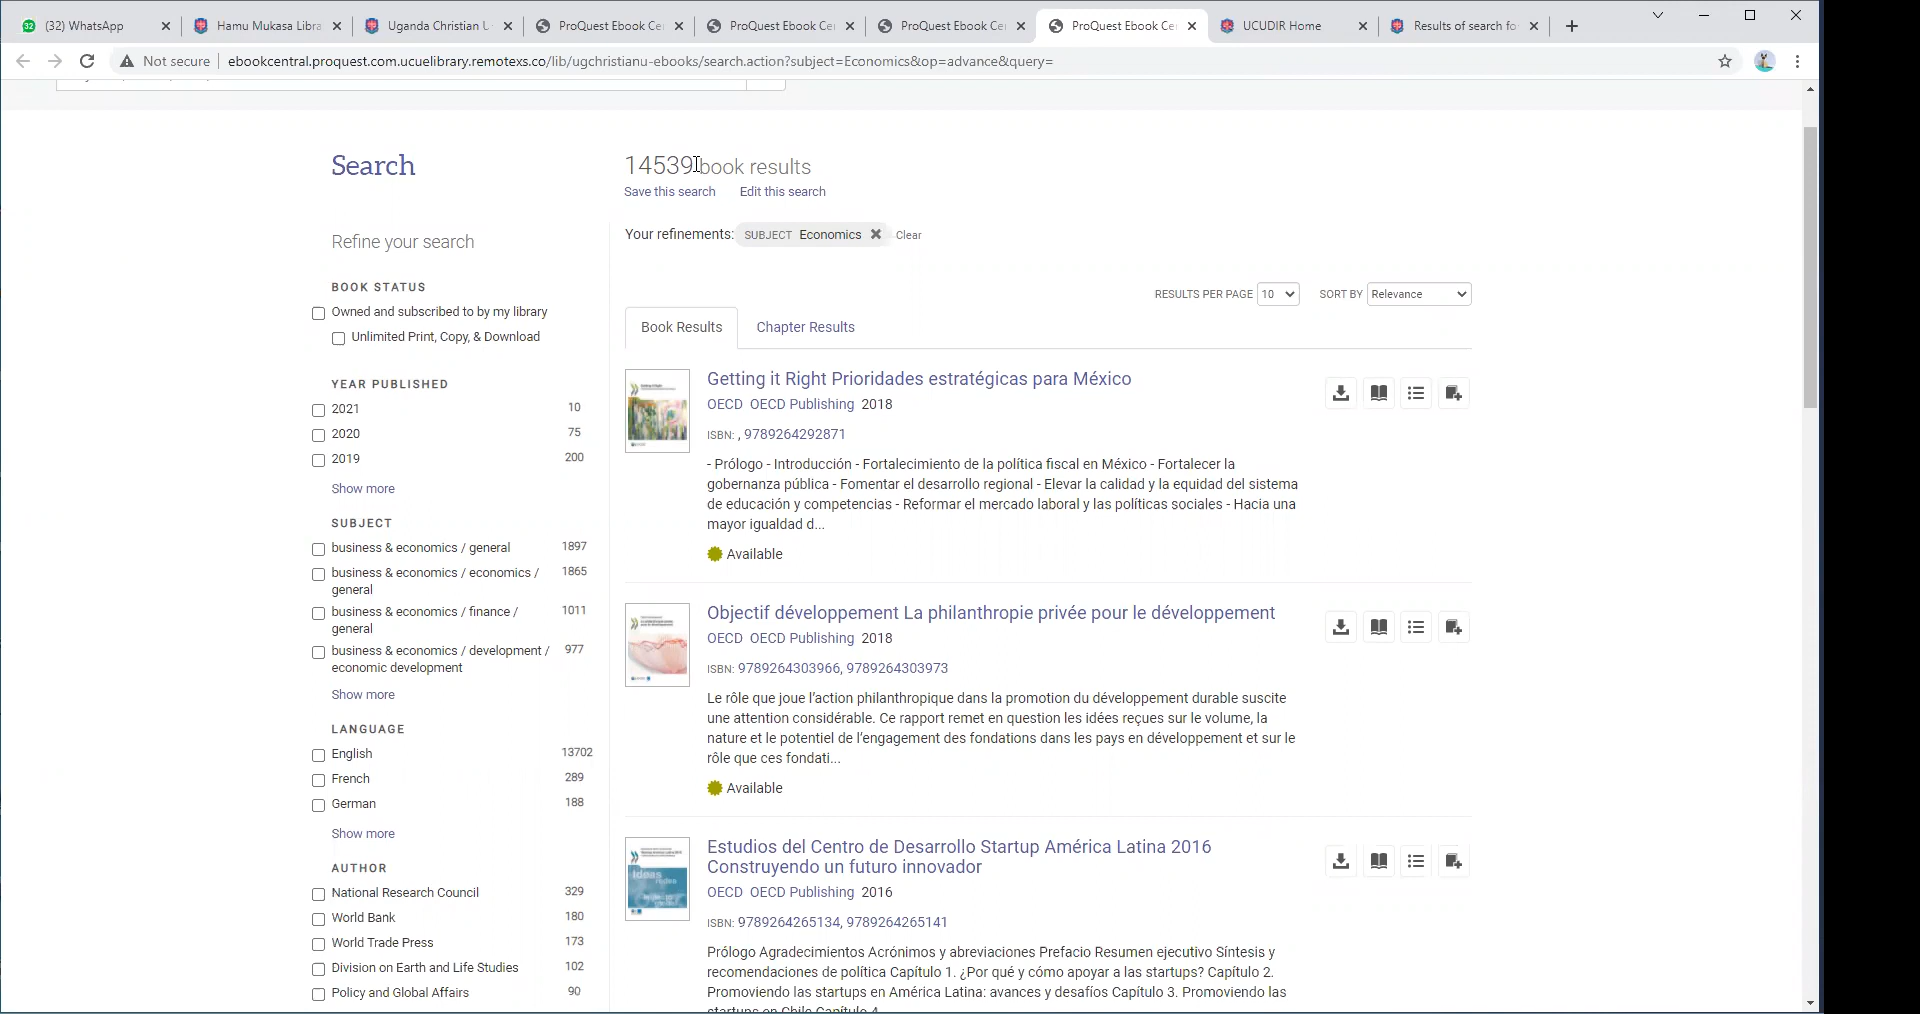 (32) WhatsApp
Hamu Mukasa Libra
Uganda Christian U
ProQuest Ebook Ce
ProQuest Ebook Ce
ProQuest Ebook Ce
ProQuest Ebook Ce
UCUDIR Home
Results of search fo
Not secure
ebookcentral.proquest.com.ucuelibrary.remotexs.co/lib/ugchristianu-ebooks/search.action?subject=Economics&op=advance&query=
Search
14539 book results
Save this search Edit this search
Refine your search
Your refinements: SUBJECT Economics Clear
BOOK STATUS
Owned and subscribed to by my library
Unlimited Print, Copy, & Download
YEAR PUBLISHED
2021 10
2020 75
2019 200
Show more
SUBJECT
business & economics / general 1897
business & economics / economics / 1865
general
business & economics / finance / 1011
general
business & economics / development / 977
economic development
Show more
LANGUAGE
English 13702
French 289
German 188
Show more
AUTHOR
National Research Council 329
World Bank 180
World Trade Press 173
Division on Earth and Life Studies 102
Policy and Global Affairs 90
RESULTS PER PAGE 10 SORT BY Relevance
Book Results Chapter Results
Getting it Right Prioridades estratégicas para México
OECD OECD Publishing 2018
ISBN: , 9789264292871
- Prólogo - Introducción - Fortalecimiento de la política fiscal en México - Fortalecer la
gobernanza pública - Fomentar el desarrollo regional - Elevar la calidad y la equidad del sistema
de educación y competencias - Reformar el mercado laboral y las políticas sociales - Hacia una
mayor igualdad d...
Available
Objectif développement La philanthropie privée pour le développement
OECD OECD Publishing 2018
ISBN: 9789264303966, 9789264303973
Le rôle que joue l’action philanthropique dans la promotion du développement durable suscite
une attention considérable. Ce rapport remet en question les idées reçues sur le volume, la
nature et le potentiel de l’engagement des fondations dans les pays en développement et sur le
rôle que ces fondati...
Available
Estudios del Centro de Desarrollo Startup América Latina 2016
Construyendo un futuro innovador
OECD OECD Publishing 2016
ISBN: 9789264265134, 9789264265141
Prólogo Agradecimientos Acrónimos y abreviaciones Prefacio Resumen ejecutivo Síntesis y
recomendaciones de política Capítulo 1. ¿Por qué y cómo apoyar a las startups? Capítulo 2.
Promoviendo las startups en América Latina: avances y desafíos Capítulo 3. Promoviendo las
startups en Chile Capítulo 4